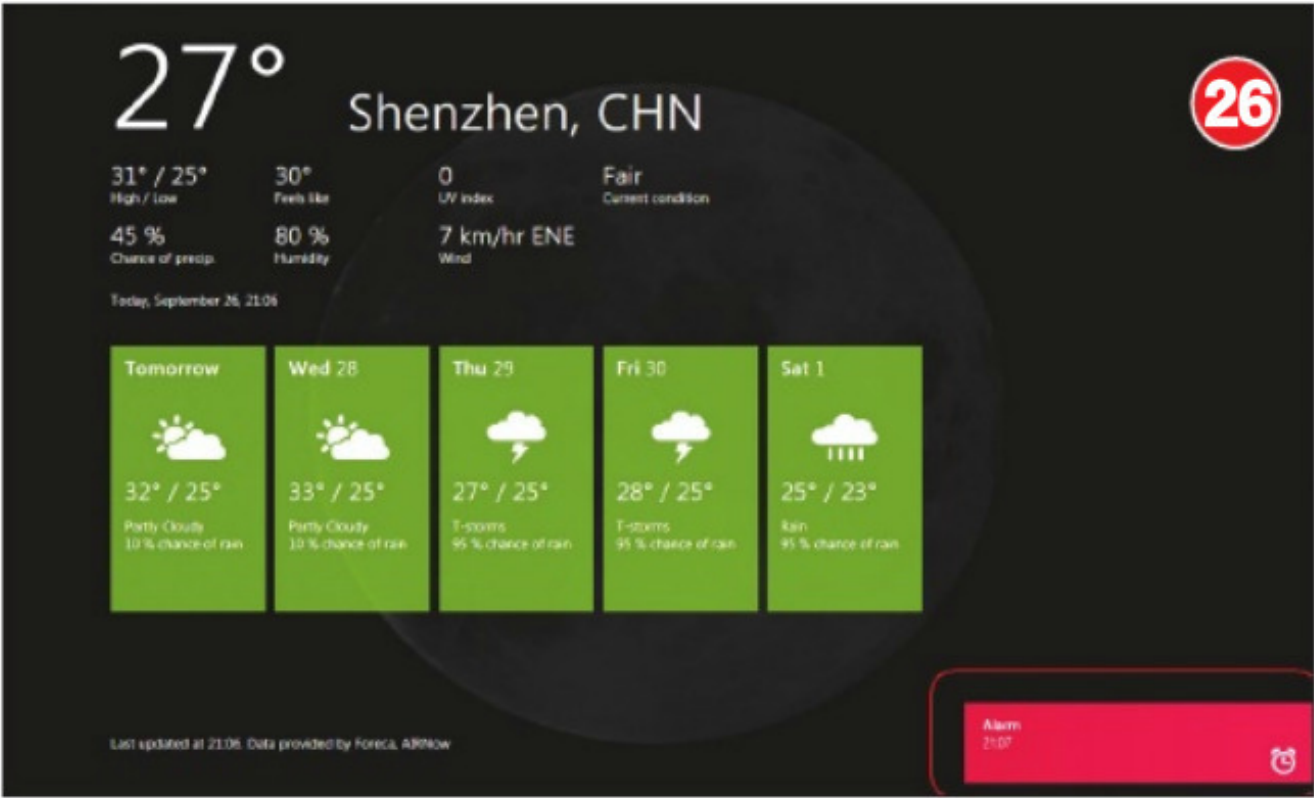 27°
Shenzhen, CHN
26
31° / 25°
High / Low
30°
Feels like
0
UV index
Fair
Current condition
45 %
Chance of precip.
80 %
Humidity
7 km/hr ENE
Wind
Today, September 26, 21:06
Tomorrow
32° / 25°
Partly Cloudy
10 % chance of rain
Wed 28
33° / 25°
Partly Cloudy
10 % chance of rain
Thu 29
27° / 25°
T-storms
95 % chance of rain
Fri 30
28° / 25°
T-storms
95 % chance of rain
Sat 1
25° / 23°
Rain
95 % chance of rain
Last updated at 21:06. Data provided by Foreca, AIRNow
Alarm
21:07